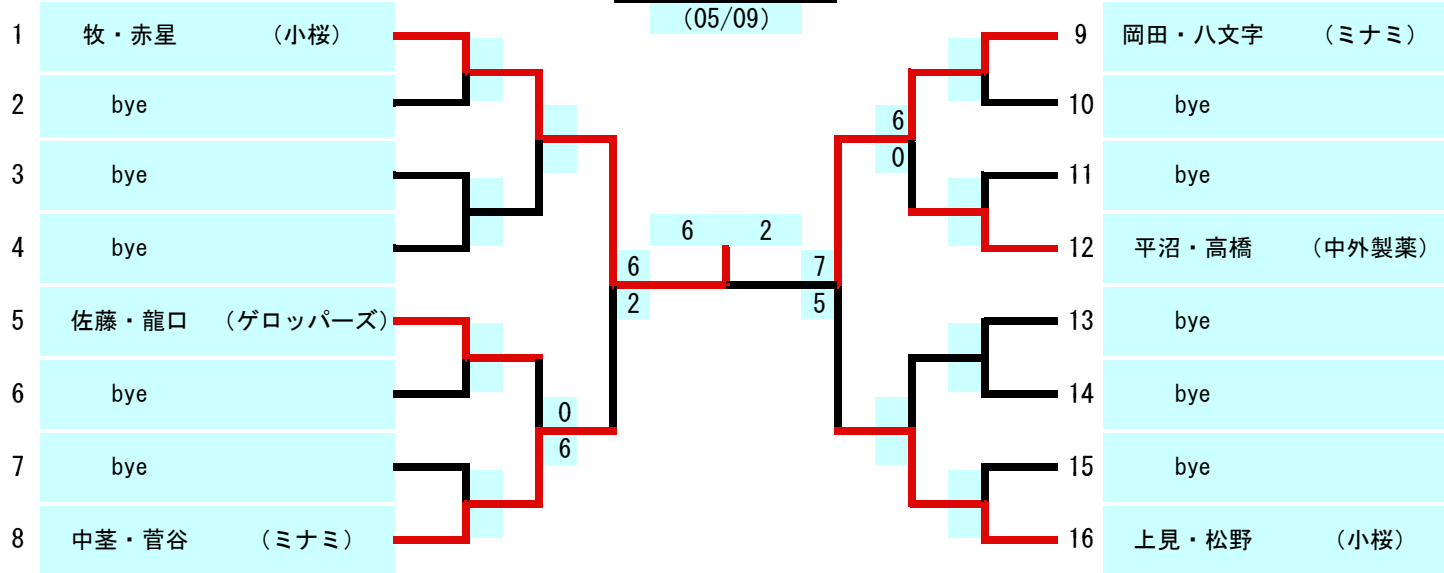 (05/09)
1 牧・赤星 (小桜)
2 bye
3 bye
4 bye
5 佐藤・龍口 (ゲロッパーズ)
6 bye
7 bye
8 中茎・菅谷 (ミナミ)
0
6
6
2
6 2
7
5
6
0
9 岡田・八文字 (ミナミ)
10 bye
11 bye
12 平沼・高橋 (中外製薬)
13 bye
14 bye
15 bye
16 上見・松野 (小桜)